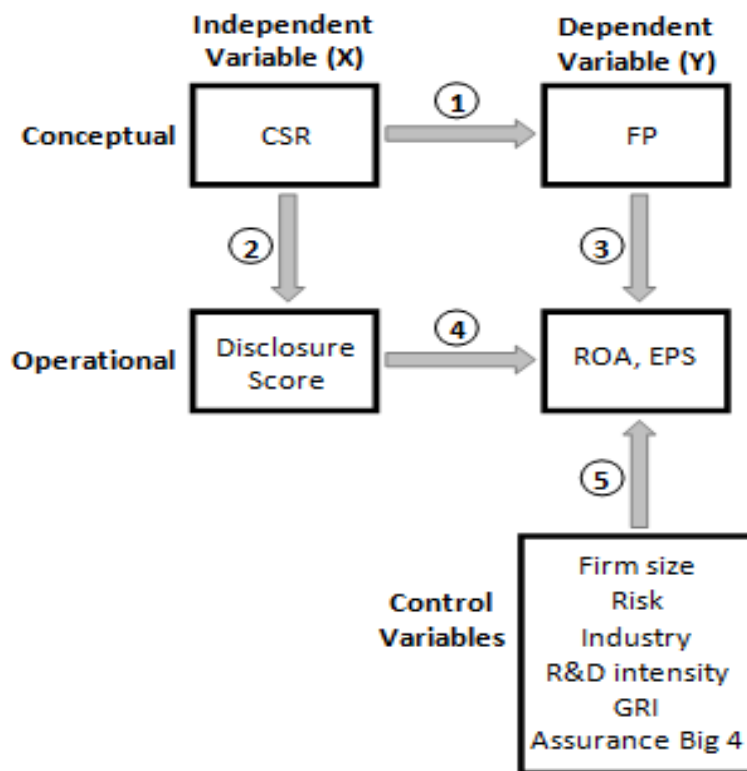 Independent
Variable (X)
Dependent
Variable (Y)
1
Conceptual
CSR
FP
2
3
Operational
Disclosure
Score
4
ROA, EPS
5
Control
Variables
Firm size
Risk
Industry
R&D intensity
GRI
Assurance Big 4